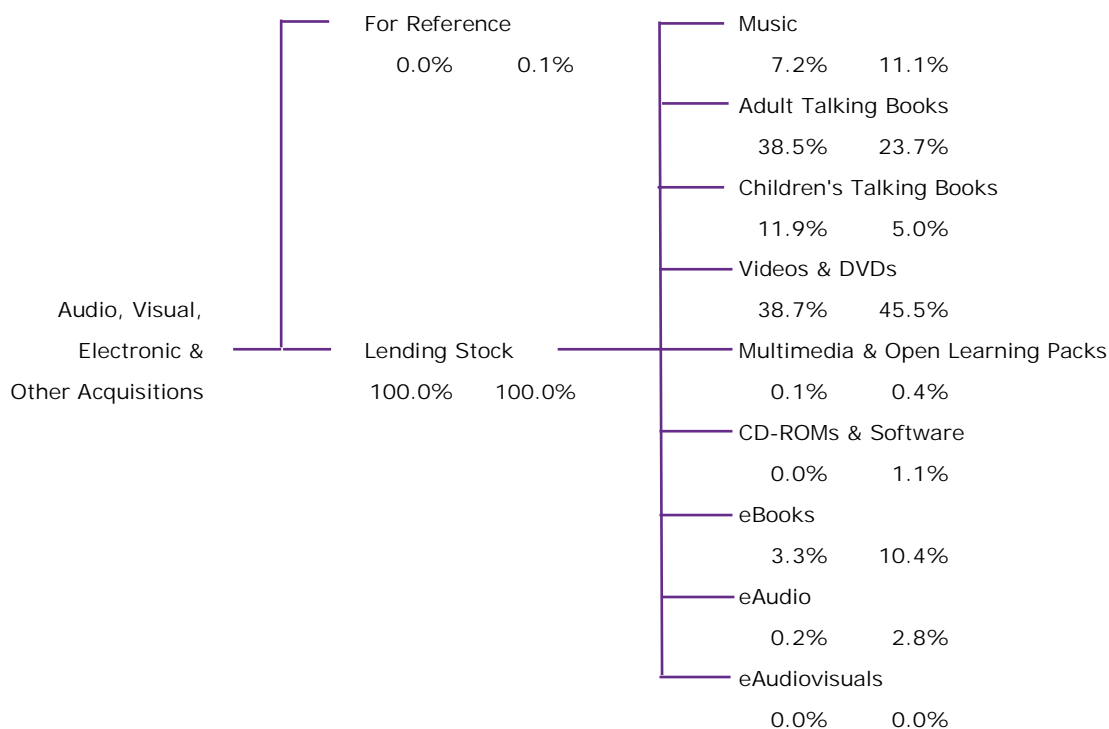 Audio, Visual,
Electronic &
Other Acquisitions
For Reference
0.0% 0.1%
Lending Stock
100.0% 100.0%
Music
7.2% 11.1%
Adult Talking Books
38.5% 23.7%
Children's Talking Books
11.9% 5.0%
Videos & DVDs
38.7% 45.5%
Multimedia & Open Learning Packs
0.1% 0.4%
CD-ROMs & Software
0.0% 1.1%
eBooks
3.3% 10.4%
eAudio
0.2% 2.8%
eAudiovisuals
0.0% 0.0%